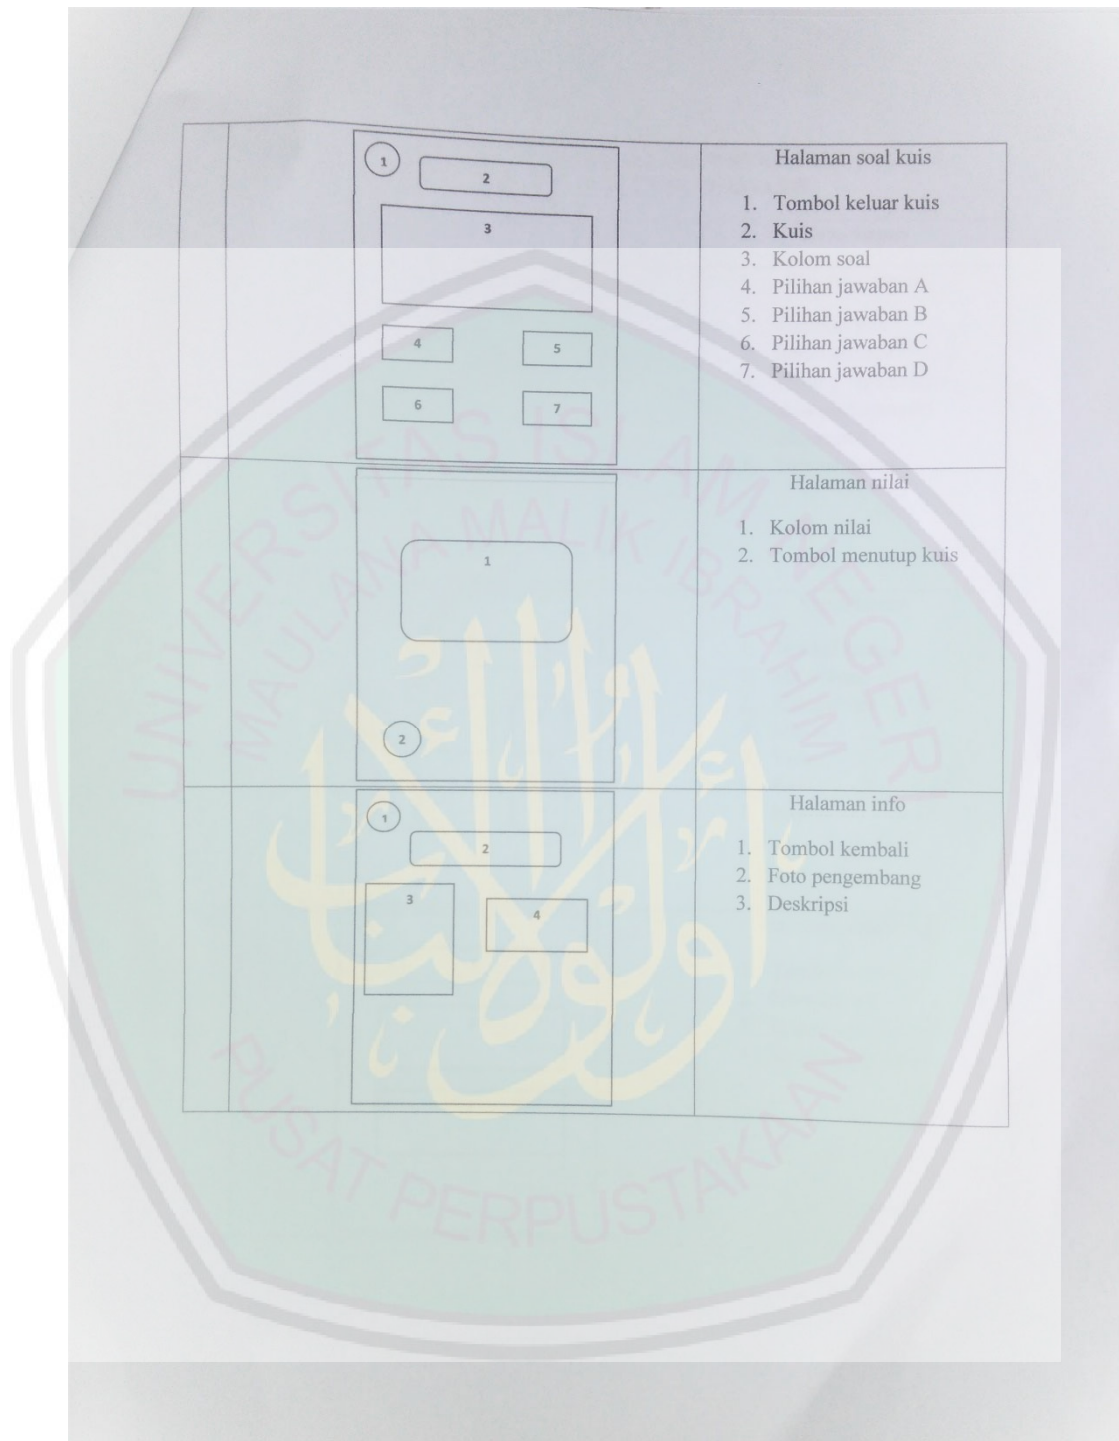 1
2
3
4
5
6
7
Halaman soal kuis
1. Tombol keluar kuis
2. Kuis
3. Kolom soal
4. Pilihan jawaban A
5. Pilihan jawaban B
6. Pilihan jawaban C
7. Pilihan jawaban D
1
2
Halaman nilai
1. Kolom nilai
2. Tombol menutup kuis
1
2
3
4
Halaman info
1. Tombol kembali
2. Foto pengembang
3. Deskripsi
UNIVERSITAS ISLAM NEGERI
MAULANA MALIK IBRAHIM
PUSAT PERPUSTAKAAN